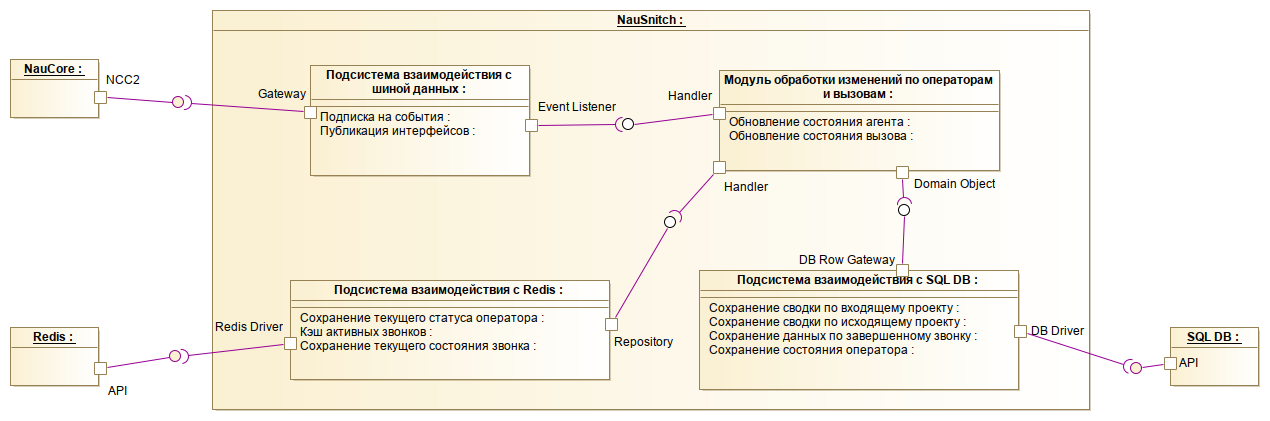 NauSnitch :
NauCore :
NCC2
Gateway
Подсистема взаимодействия с
шиной данных :
Подписка на события :
Публикация интерфейсов :
Event Listener
Handler
Модуль обработки изменений по операторам
и вызовам :
Обновление состояния агента :
Обновление состояния вызова :
Handler
Domain Object
DB Row Gateway
Подсистема взаимодействия с Redis :
Сохранение текущего статуса оператора :
Кэш активных звонков :
Сохранение текущего состояния звонка :
Redis Driver
Repository
Redis :
API
Подсистема взаимодействия с SQL DB :
Сохранение сводки по входящему проекту :
Сохранение сводки по исходящему проекту :
Сохранение данных по завершенному звонку :
Сохранение состояния оператора :
DB Driver
SQL DB :
API